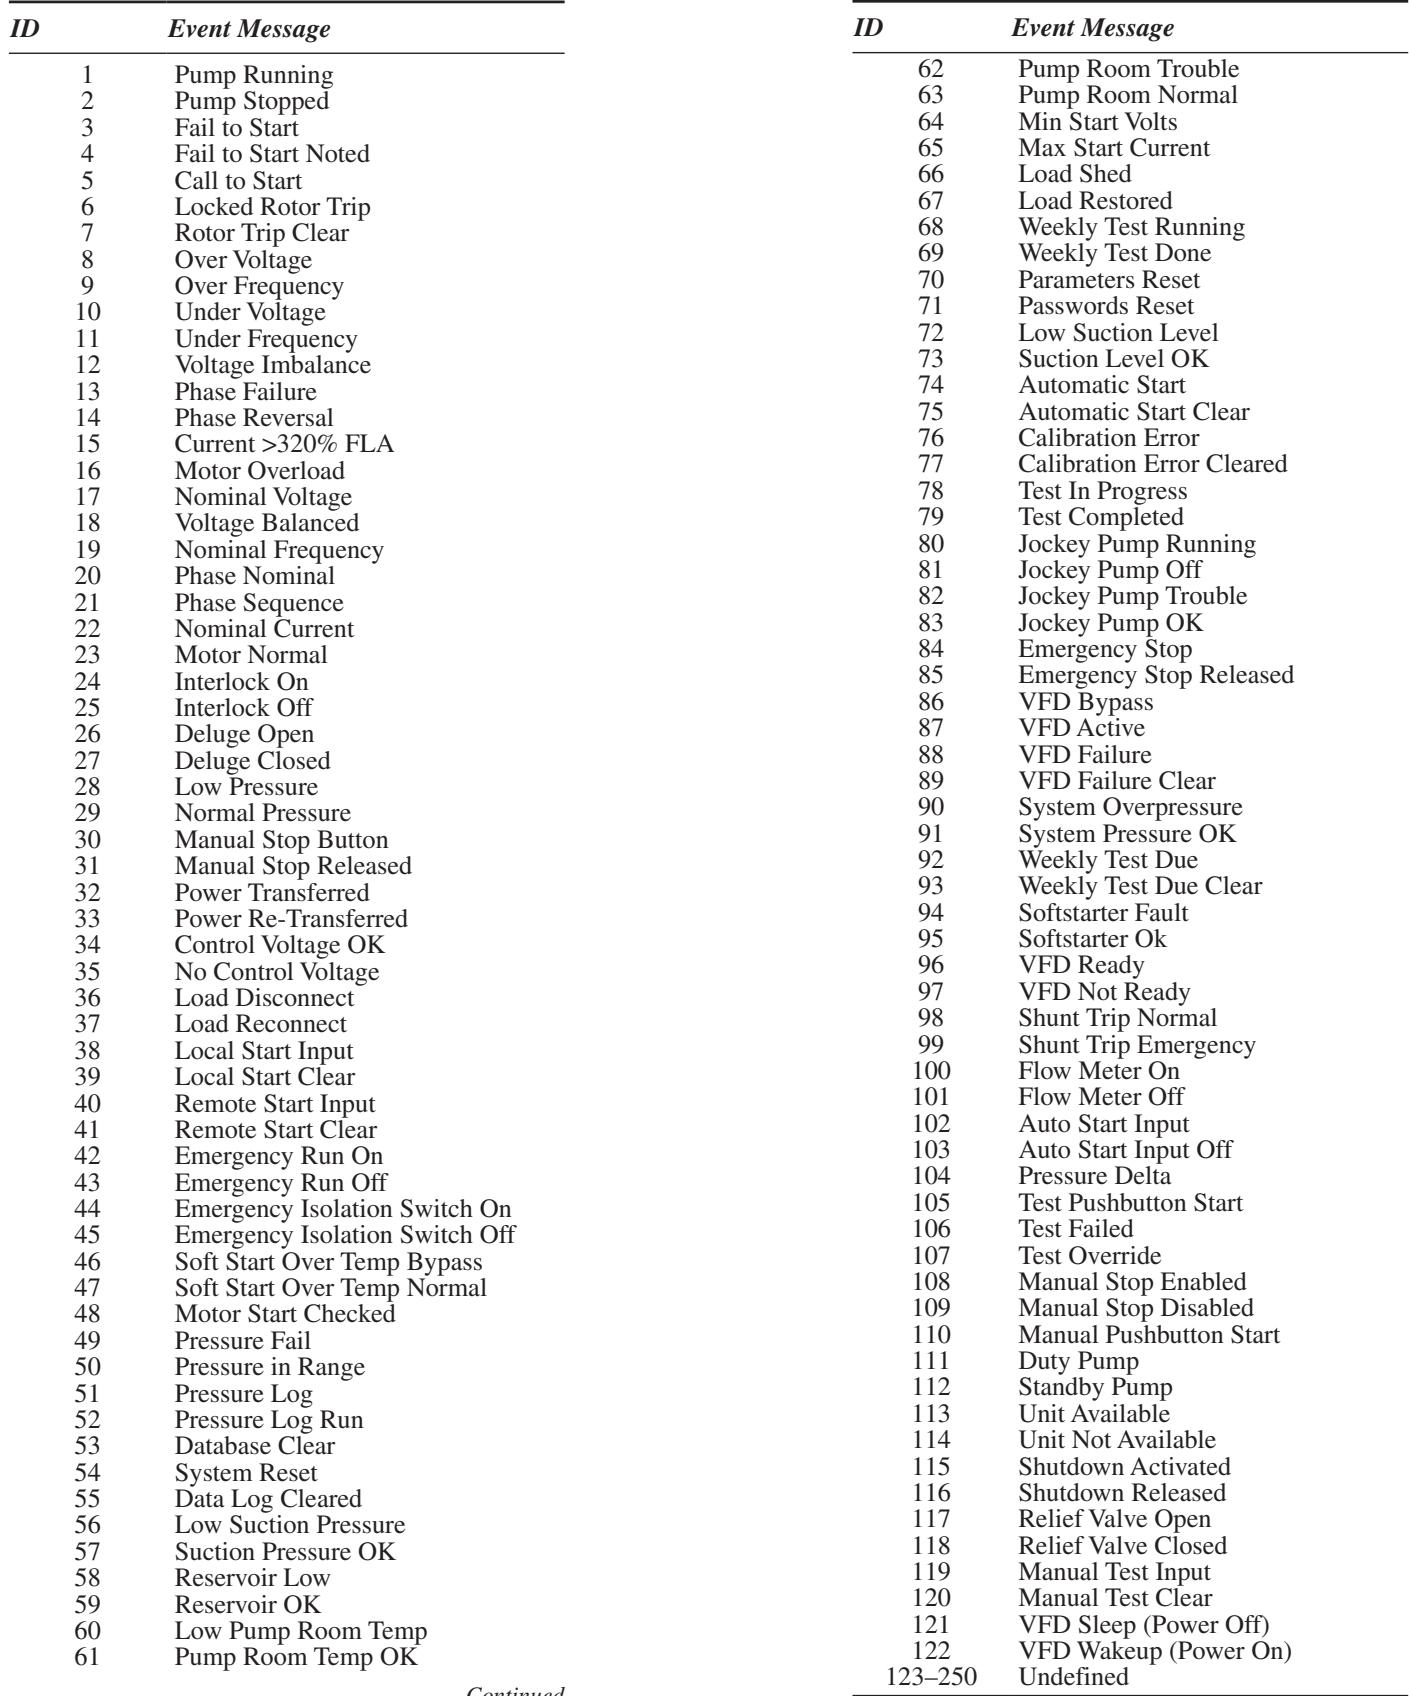 ID Event Message
1 Pump Running
2 Pump Stopped
3 Fail to Start
4 Fail to Start Noted
5 Call to Start
6 Locked Rotor Trip
7 Rotor Trip Clear
8 Over Voltage
9 Over Frequency
10 Under Voltage
11 Under Frequency
12 Voltage Imbalance
13 Phase Failure
14 Phase Reversal
15 Current >320% FLA
16 Motor Overload
17 Nominal Voltage
18 Voltage Balanced
19 Nominal Frequency
20 Phase Nominal
21 Phase Sequence
22 Nominal Current
23 Motor Normal
24 Interlock On
25 Interlock Off
26 Deluge Open
27 Deluge Closed
28 Low Pressure
29 Normal Pressure
30 Manual Stop Button
31 Manual Stop Released
32 Power Transferred
33 Power Re-Transferred
34 Control Voltage OK
35 No Control Voltage
36 Load Disconnect
37 Load Reconnect
38 Local Start Input
39 Local Start Clear
40 Remote Start Input
41 Remote Start Clear
42 Emergency Run On
43 Emergency Run Off
44 Emergency Isolation Switch On
45 Emergency Isolation Switch Off
46 Soft Start Over Temp Bypass
47 Soft Start Over Temp Normal
48 Motor Start Checked
49 Pressure Fail
50 Pressure in Range
51 Pressure Log
52 Pressure Log Run
53 Database Clear
54 System Reset
55 Data Log Cleared
56 Low Suction Pressure
57 Suction Pressure OK
58 Reservoir Low
59 Reservoir OK
60 Low Pump Room Temp
61 Pump Room Temp OK
Continued
ID Event Message
62 Pump Room Trouble
63 Pump Room Normal
64 Min Start Volts
65 Max Start Current
66 Load Shed
67 Load Restored
68 Weekly Test Running
69 Weekly Test Done
70 Parameters Reset
71 Passwords Reset
72 Low Suction Level
73 Suction Level OK
74 Automatic Start
75 Automatic Start Clear
76 Calibration Error
77 Calibration Error Cleared
78 Test In Progress
79 Test Completed
80 Jockey Pump Running
81 Jockey Pump Off
82 Jockey Pump Trouble
83 Jockey Pump OK
84 Emergency Stop
85 Emergency Stop Released
86 VFD Bypass
87 VFD Active
88 VFD Failure
89 VFD Failure Clear
90 System Overpressure
91 System Pressure OK
92 Weekly Test Due
93 Weekly Test Due Clear
94 Softstarter Fault
95 Softstarter Ok
96 VFD Ready
97 VFD Not Ready
98 Shunt Trip Normal
99 Shunt Trip Emergency
100 Flow Meter On
101 Flow Meter Off
102 Auto Start Input
103 Auto Start Input Off
104 Pressure Delta
105 Test Pushbutton Start
106 Test Failed
107 Test Override
108 Manual Stop Enabled
109 Manual Stop Disabled
110 Manual Pushbutton Start
111 Duty Pump
112 Standby Pump
113 Unit Available
114 Unit Not Available
115 Shutdown Activated
116 Shutdown Released
117 Relief Valve Open
118 Relief Valve Closed
119 Manual Test Input
120 Manual Test Clear
121 VFD Sleep (Power Off)
122 VFD Wakeup (Power On)
123–250 Undefined